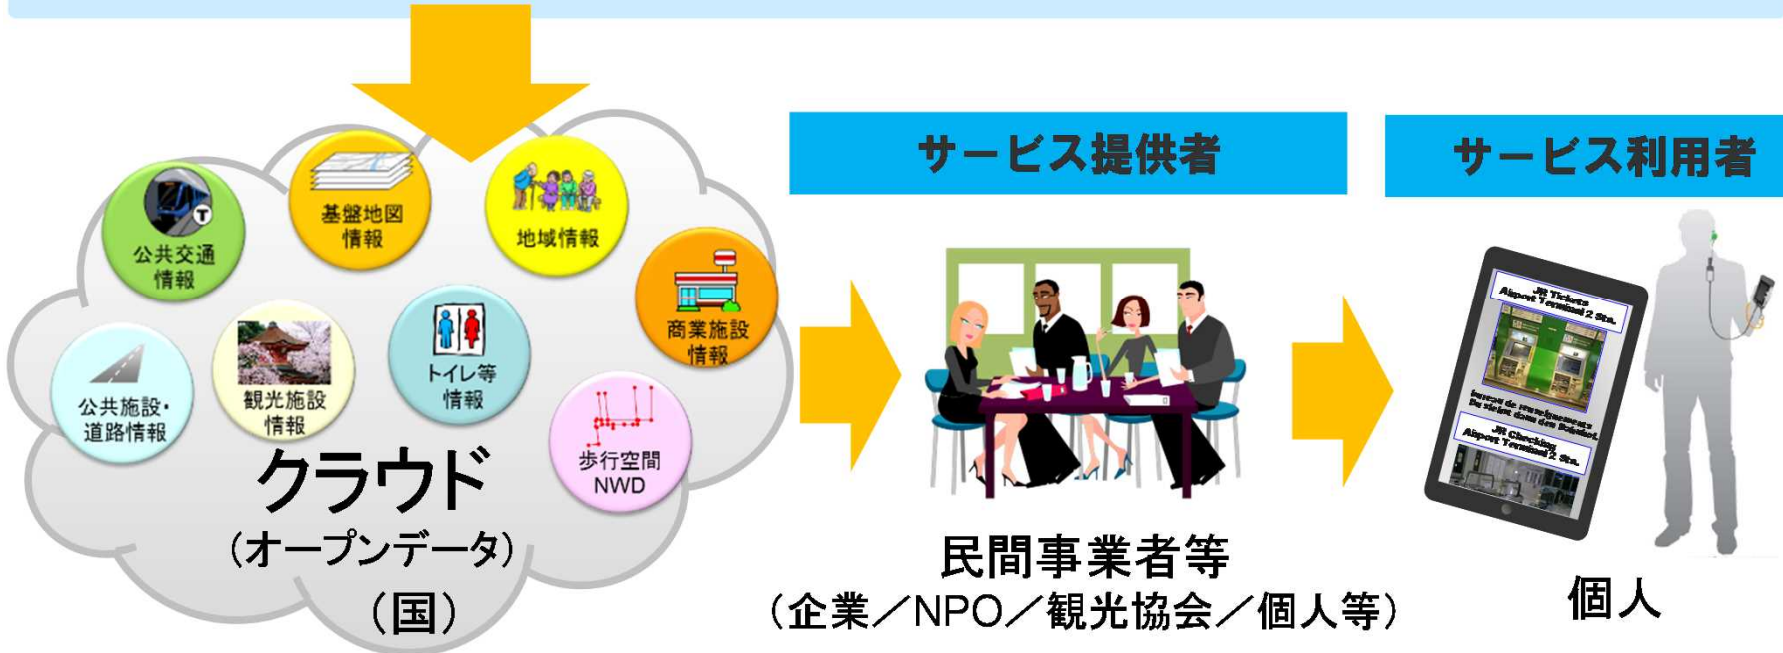 サービス提供者
サービス利用者
公共交通
情報
基盤地図
情報
地域情報
商業施設
情報
公共施設・
道路情報
観光施設
情報
トイレ等
情報
歩行空間
NWD
クラウド
（オープンデータ）
（国）
民間事業者等
（企業／NPO／観光協会／個人等）
JR Tickets
Airport Terminal 2 Sta.
bureau de renseignements
JR Checking
Airport Terminal 2 Sta.
個人
T